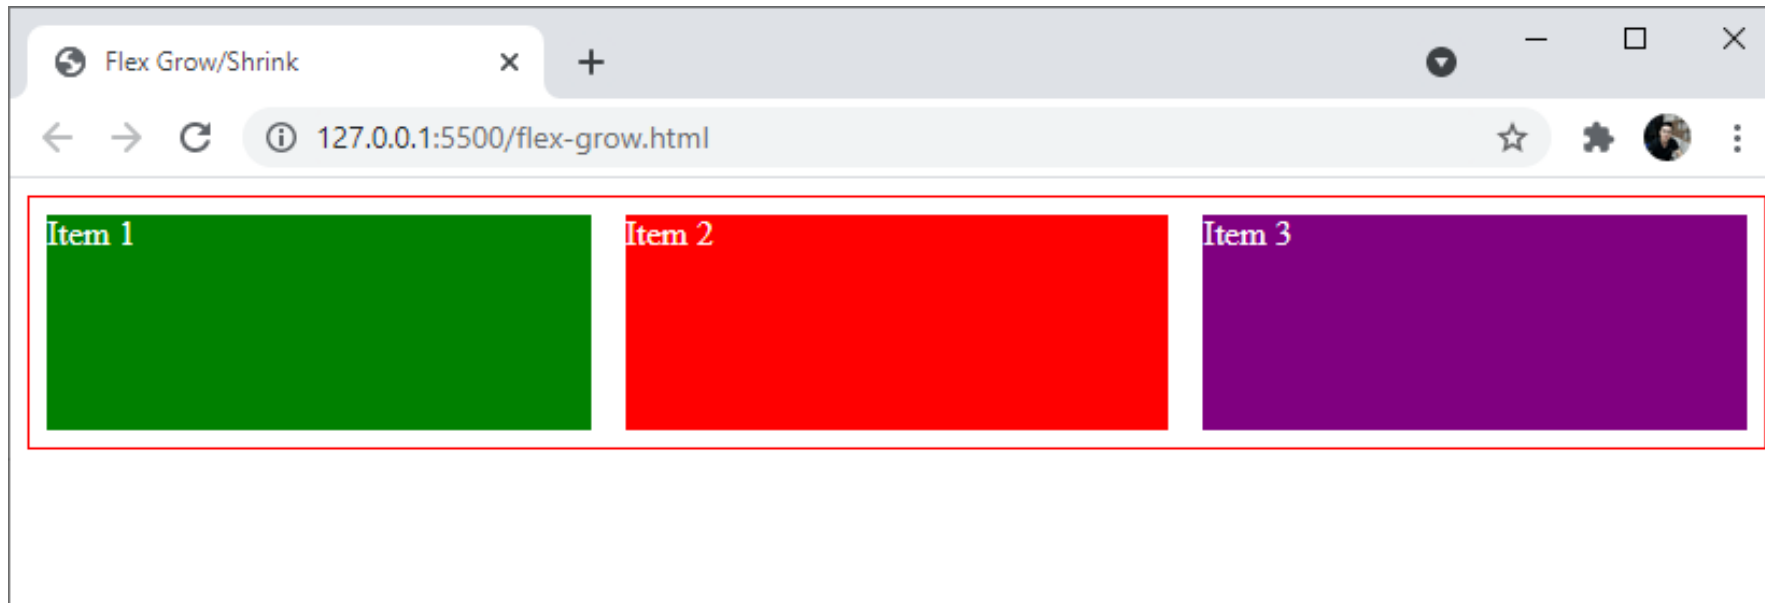 Flex Grow/Shrink
127.0.0.1:5500/flex-grow.html
Item 1
Item 2
Item 3